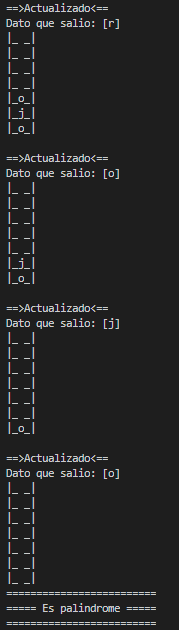 ==>Actualizado<==
Dato que salio: [r]
|_ _|
|_ _|
|_ _|
|_ _|
|_o_|
|_j_|
|_o_|

==>Actualizado<==
Dato que salio: [o]
|_ _|
|_ _|
|_ _|
|_ _|
|_ _|
|_j_|
|_o_|

==>Actualizado<==
Dato que salio: [j]
|_ _|
|_ _|
|_ _|
|_ _|
|_ _|
|_ _|
|_o_|

==>Actualizado<==
Dato que salio: [o]
|_ _|
|_ _|
|_ _|
|_ _|
|_ _|
|_ _|
|_ _|
=========================
===== Es palindrome =====
=========================